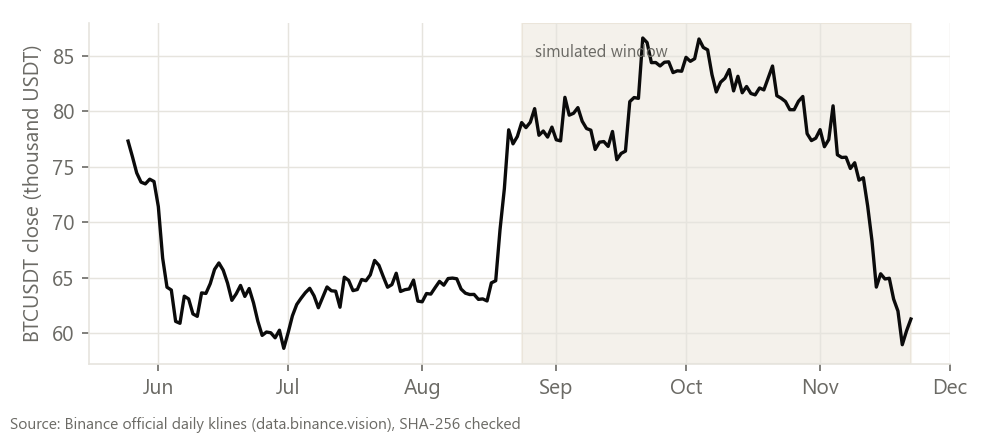 BTCUSDT close (thousand USDT)
85
80
75
70
65
60
simulated window
Jun Jul Aug Sep Oct Nov Dec
Source: Binance official daily klines (data.binance.vision), SHA-256 checked